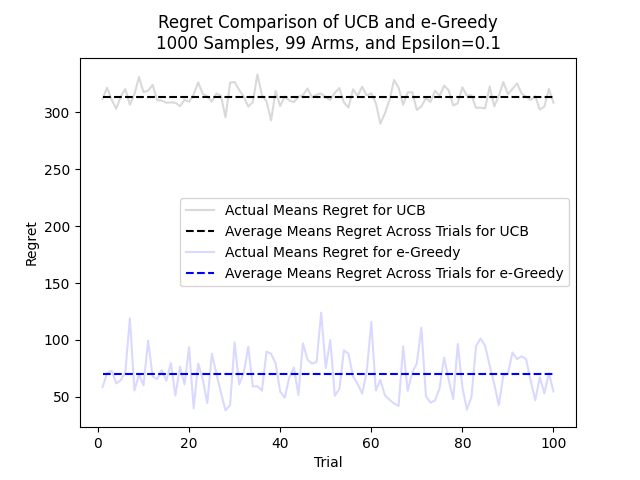 Regret Comparison of UCB and e-Greedy
1000 Samples, 99 Arms, and Epsilon=0.1
Regret
300
250
200
150
100
50
Actual Means Regret for UCB
Average Means Regret Across Trials for UCB
Actual Means Regret for e-Greedy
Average Means Regret Across Trials for e-Greedy
0 20 40 60 80 100
Trial